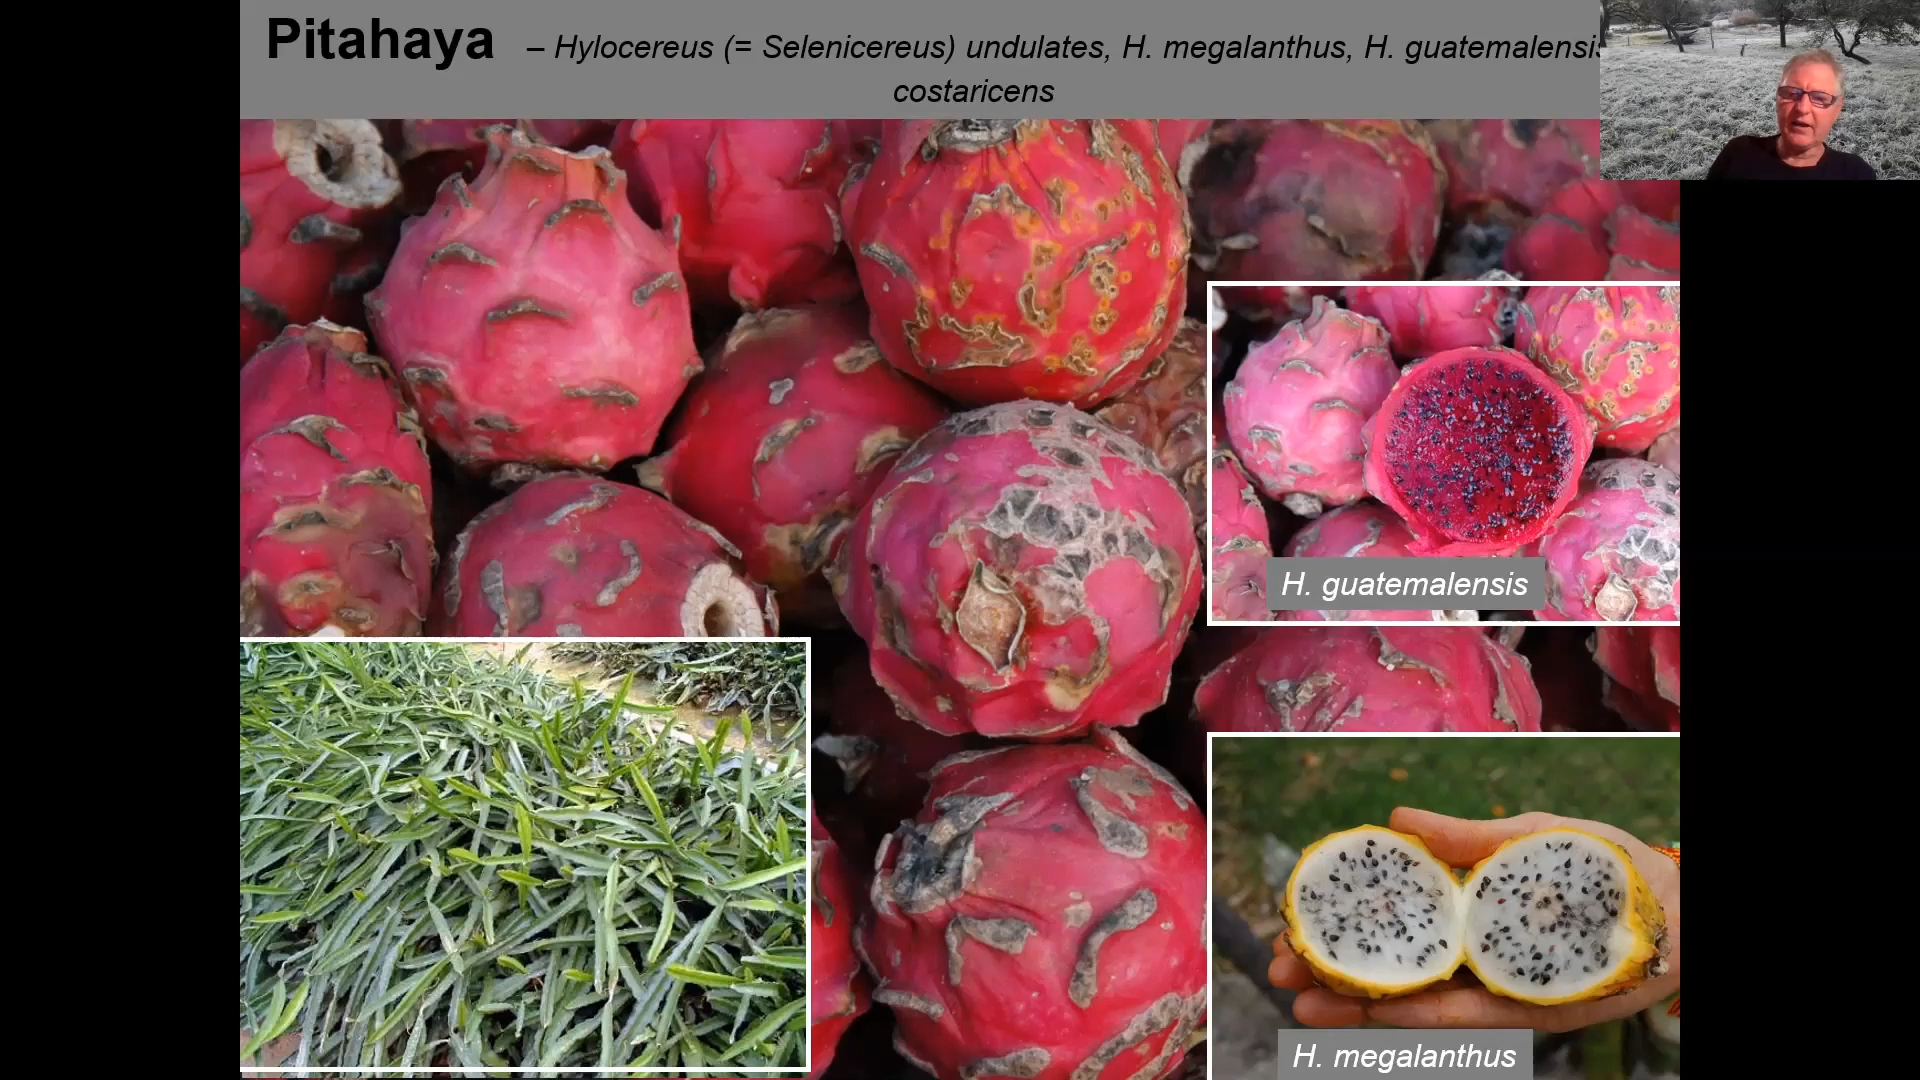 Pitahaya – Hylocereus (= Selenicereus) undulates, H. megalanthus, H. guatemalensis
costaricens
H. guatemalensis
H. megalanthus